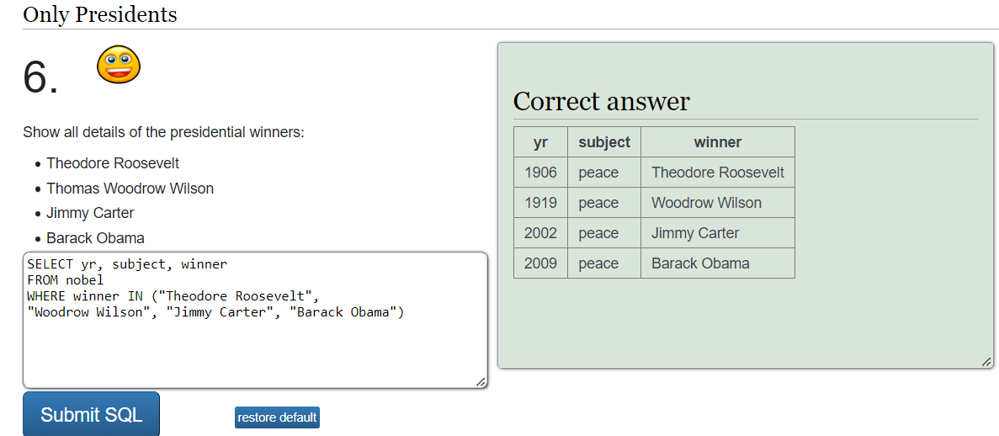 Only Presidents
6.
Show all details of the presidential winners:
• Theodore Roosevelt
• Thomas Woodrow Wilson
• Jimmy Carter
• Barack Obama
SELECT yr, subject, winner
FROM nobel
WHERE winner IN ("Theodore Roosevelt",
"Woodrow Wilson", "Jimmy Carter", "Barack Obama")
Submit SQL
restore default
Correct answer
yr subject winner
1906 peace Theodore Roosevelt
1919 peace Woodrow Wilson
2002 peace Jimmy Carter
2009 peace Barack Obama